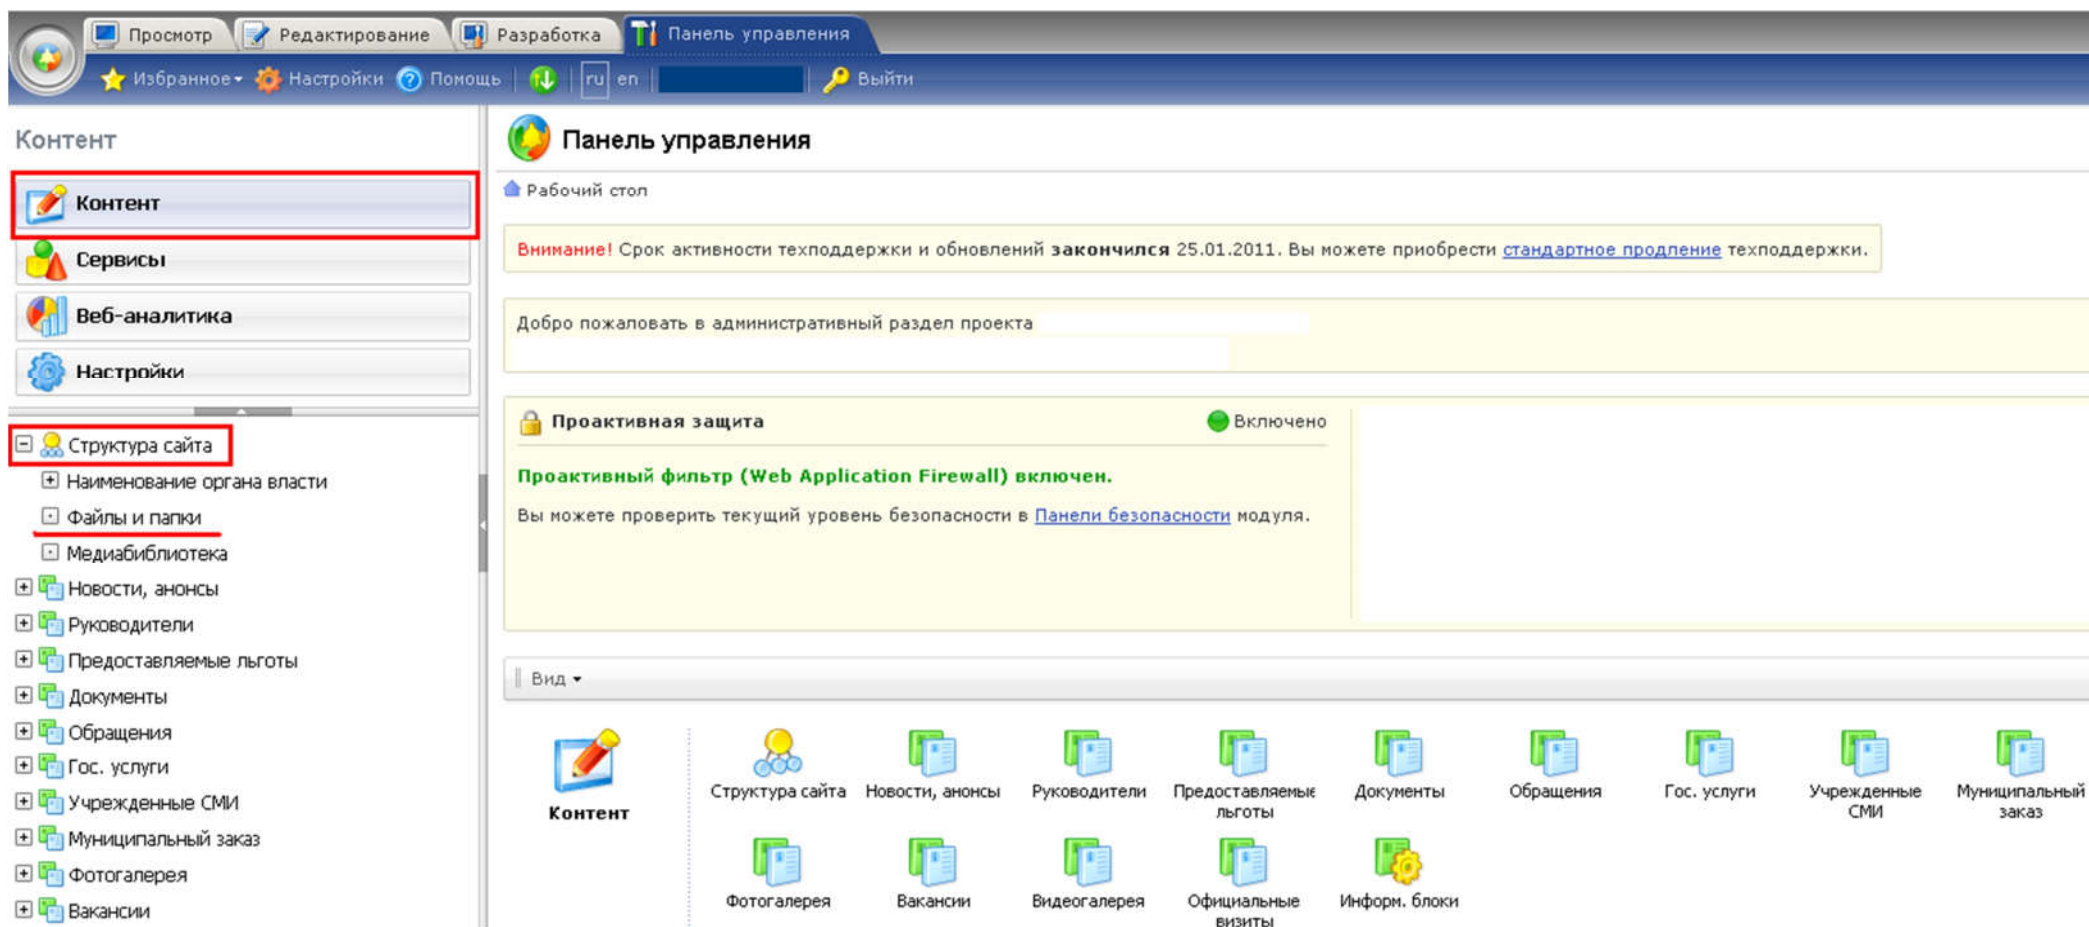 Просмотр Редактирование Разработка Панель управления
Избранное Настройки Помощь ru en Выйти
Контент
Контент
Сервисы
Веб-аналитика
Настройки
Структура сайта
Наименование органа власти
Файлы и папки
Медиабиблиотека
Новости, анонсы
Руководители
Предоставляемые льготы
Документы
Обращения
Гос. услуги
Учрежденные СМИ
Муниципальный заказ
Фотогалерея
Вакансии
Панель управления
Рабочий стол
Внимание! Срок активности техподдержки и обновлений закончился 25.01.2011. Вы можете приобрести стандартное продление техподдержки.
Добро пожаловать в административный раздел проекта
Проактивная защита Включено
Проактивный фильтр (Web Application Firewall) включен.
Вы можете проверить текущий уровень безопасности в Панели безопасности модуля.
Вид
Контент
Структура сайта Новости, анонсы Руководители Предоставляемые Документы Обращения Гос. услуги Учрежденные Муниципальный
льготы СМИ заказ
Фотогалерея Вакансии Видеогалерея Официальные Информ. блоки
визиты